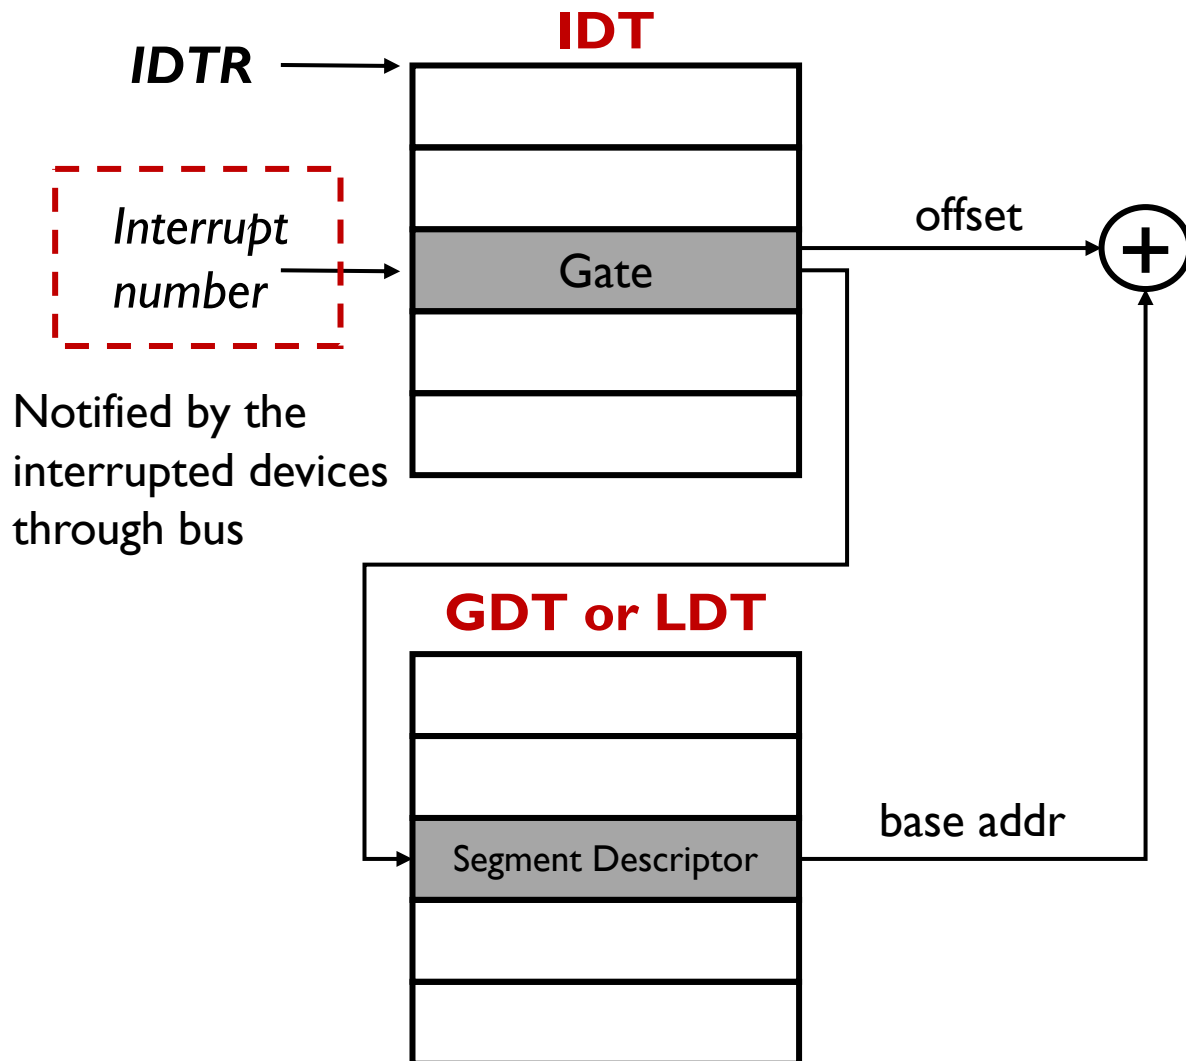 IDT
IDTR
Interrupt
number
Gate
offset
+
Notified by the
interrupted devices
through bus
GDT or LDT
Segment Descriptor
base addr